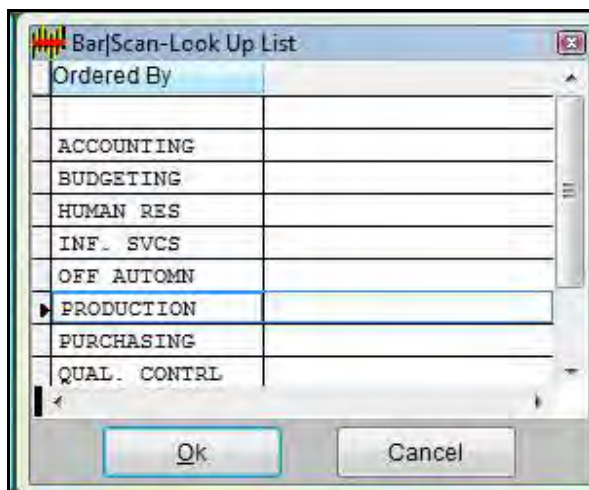 Bar|Scan-Look Up List
Ordered By
ACCOUNTING
BUDGETING
HUMAN RES
INF. SVCS
OFF AUTOMN
PRODUCTION
PURCHASING
QUAL. CONTRL
Ok Cancel